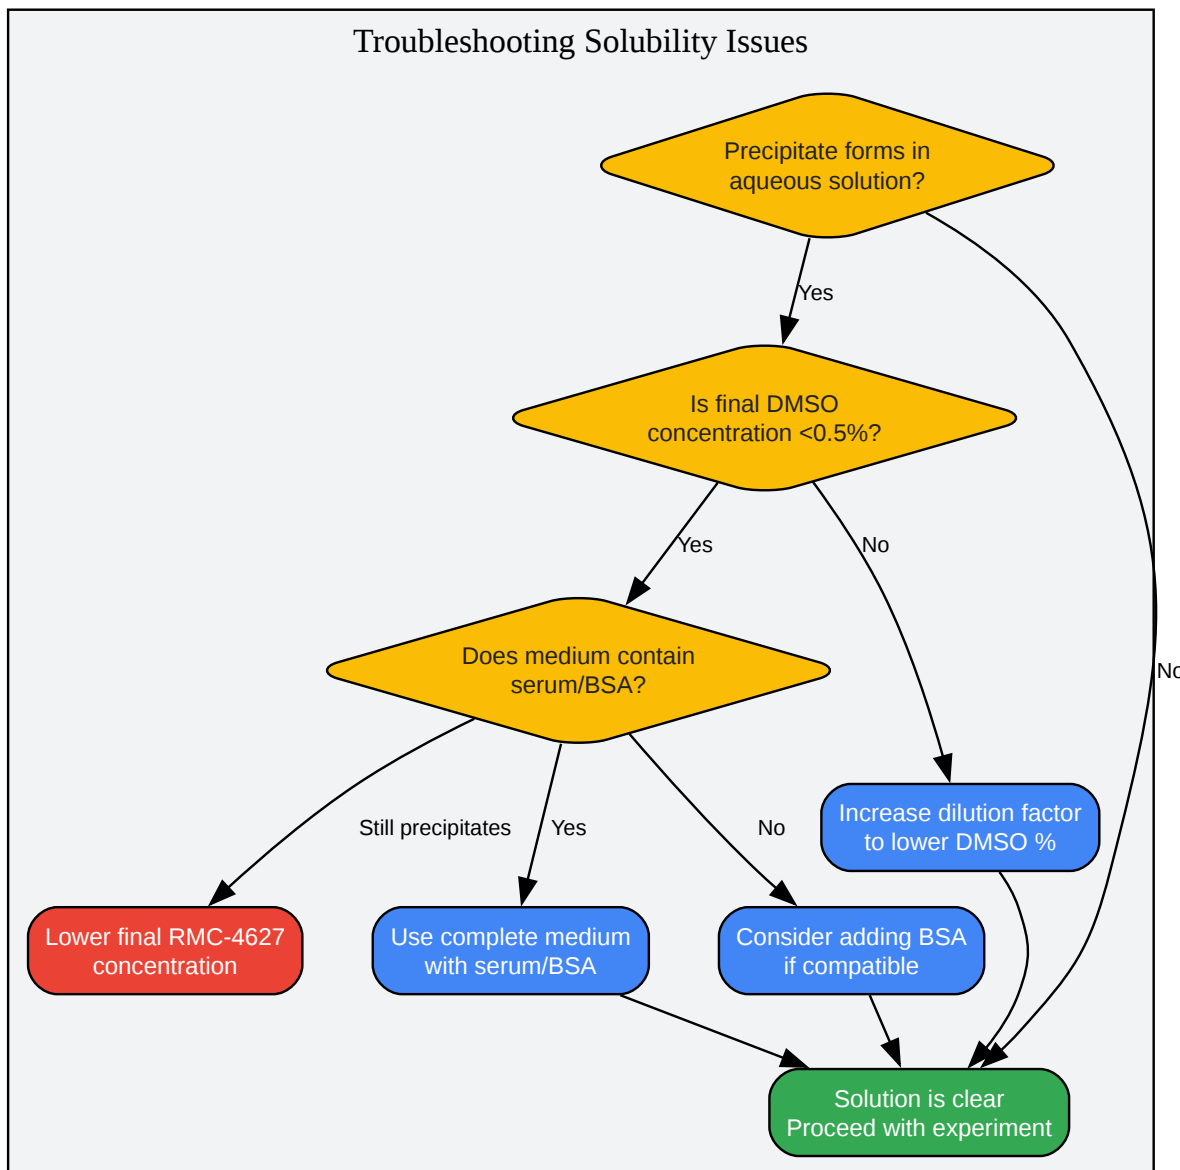 Troubleshooting Solubility Issues
Precipitate forms in
aqueous solution?
Yes
Is final DMSO
concentration <0.5%?
Yes
No
Does medium contain
serum/BSA?
No
Increase dilution factor
to lower DMSO %
Still precipitates
Yes
No
Lower final RMC-4627
concentration
Use complete medium
with serum/BSA
Consider adding BSA
if compatible
Solution is clear
Proceed with experiment